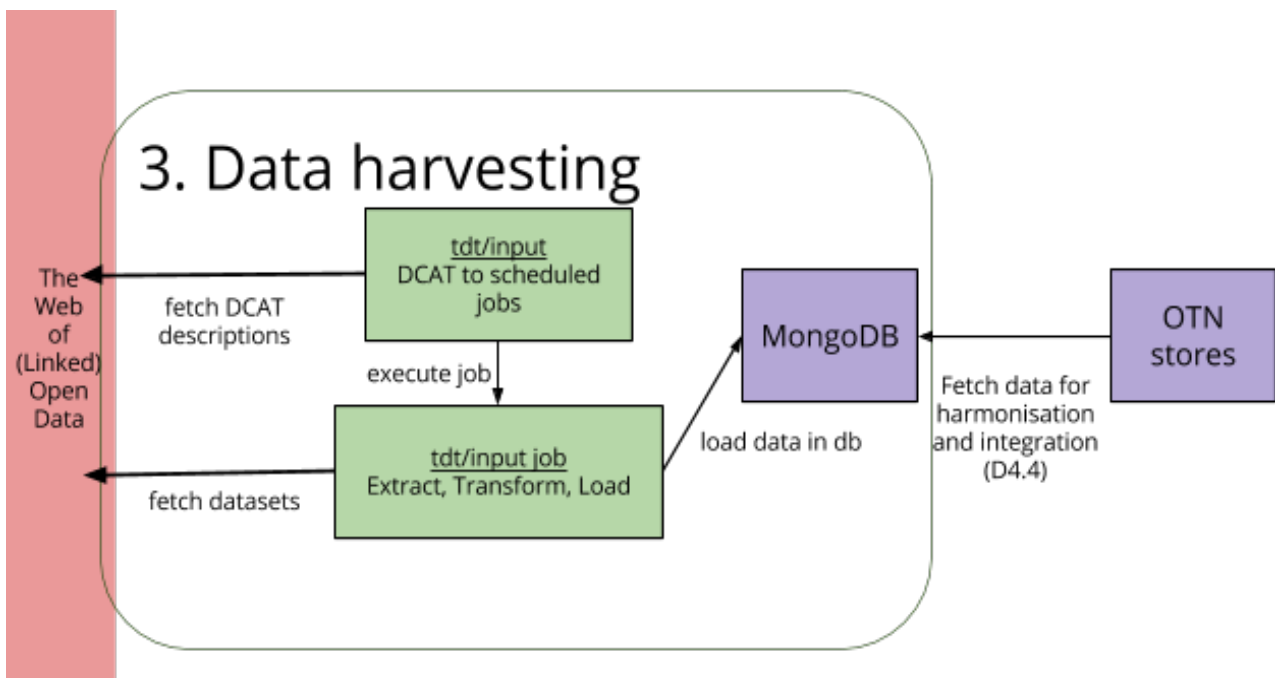 3. Data harvesting
The
Web
of
(Linked)
Open
Data
fetch DCAT
descriptions
tdt/input
DCAT to scheduled
jobs
execute job
fetch datasets
tdt/input job
Extract, Transform, Load
load data in db
MongoDB
Fetch data for
harmonisation
and integration
(D4.4)
OTN
stores